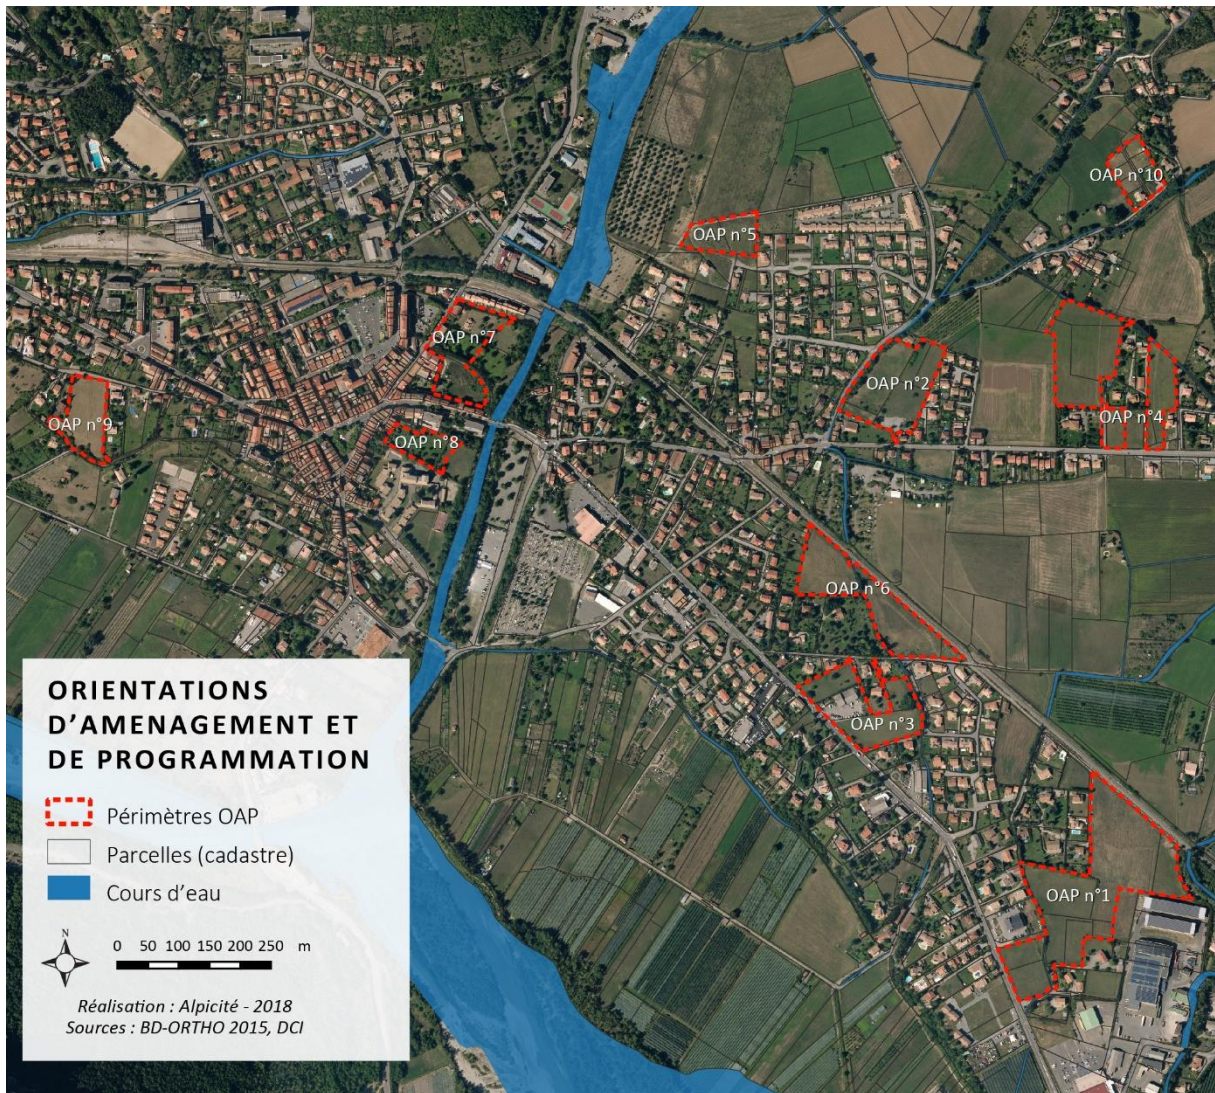 OAP n°10
OAP n°5
OAP n°7
OAP n°2
OAP n°4
OAP n°9
OAP n°8
OAP n°6
OAP n°3
OAP n°1
ORIENTATIONS
D'AMENAGEMENT ET
DE PROGRAMMATION
Périmètres OAP
Parcelles (cadastre)
Cours d'eau
N
0 50 100 150 200 250 m
Réalisation : Alpicité - 2018
Sources : BD-ORTHO 2015, DCI